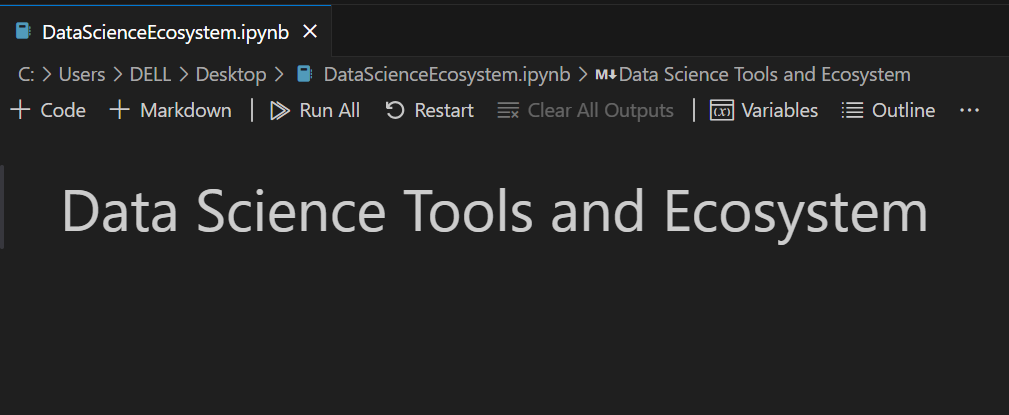 DataScienceEcosystem.ipynb ×
C: > Users > DELL > Desktop > DataScienceEcosystem.ipynb > M↓ Data Science Tools and Ecosystem
+ Code + Markdown | Run All Restart Clear All Outputs | (x) Variables Outline ...
Data Science Tools and Ecosystem